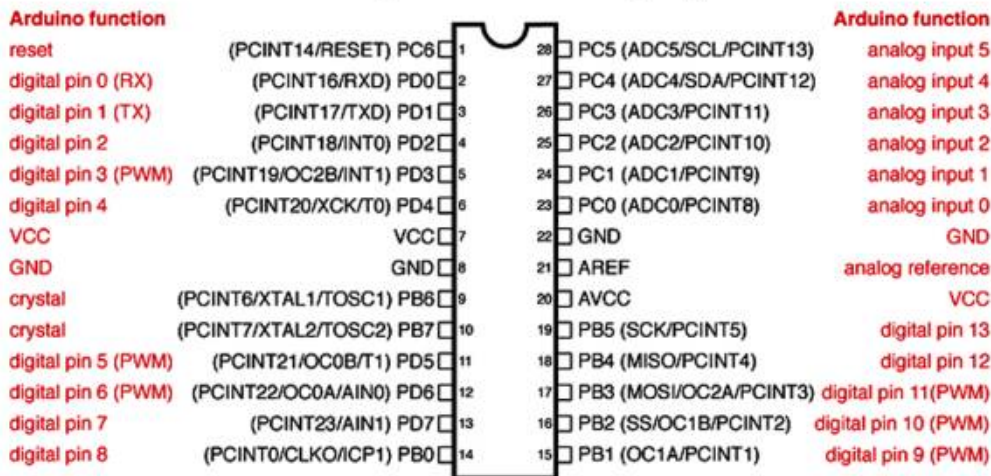 Arduino function Arduino function
reset (PCINT14/RESET) PC6 1 28 PC5 (ADC5/SCL/PCINT13) analog input 5
digital pin 0 (RX) (PCINT16/RXD) PD0 2 27 PC4 (ADC4/SDA/PCINT12) analog input 4
digital pin 1 (TX) (PCINT17/TXD) PD1 3 26 PC3 (ADC3/PCINT11) analog input 3
digital pin 2 (PCINT18/INT0) PD2 4 25 PC2 (ADC2/PCINT10) analog input 2
digital pin 3 (PWM) (PCINT19/OC2B/INT1) PD3 5 24 PC1 (ADC1/PCINT9) analog input 1
digital pin 4 (PCINT20/XCK/T0) PD4 6 23 PC0 (ADC0/PCINT8) analog input 0
VCC VCC 7 22 GND GND
GND GND 8 21 AREF analog reference
crystal (PCINT6/XTAL1/TOSC1) PB6 9 20 AVCC VCC
crystal (PCINT7/XTAL2/TOSC2) PB7 10 19 PB5 (SCK/PCINT5) digital pin 13
digital pin 5 (PWM) (PCINT21/OC0B/T1) PD5 11 18 PB4 (MISO/PCINT4) digital pin 12
digital pin 6 (PWM) (PCINT22/OC0A/AIN0) PD6 12 17 PB3 (MOSI/OC2A/PCINT3) digital pin 11(PWM)
digital pin 7 (PCINT23/AIN1) PD7 13 16 PB2 (SS/OC1B/PCINT2) digital pin 10 (PWM)
digital pin 8 (PCINT0/CLKO/ICP1) PB0 14 15 PB1 (OC1A/PCINT1) digital pin 9 (PWM)